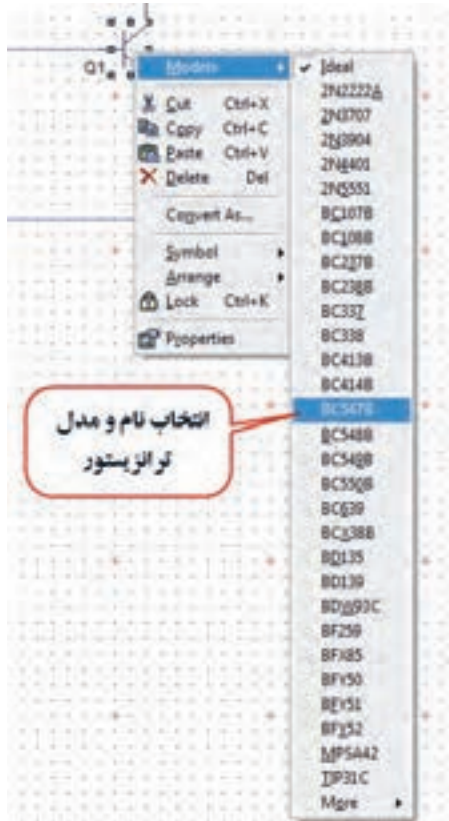 Q1
Models
Cut Ctrl+X
Copy Ctrl+C
Paste Ctrl+V
Delete Del
Convert As...
Symbol
Arrange
Lock Ctrl+K
Properties
Ideal
2N2222A
2N3707
2N3904
2N4401
2N5551
BC107B
BC108B
BC237B
BC238B
BC337
BC338
BC413B
BC414B
BC547B
BC548B
BC549B
BC550B
BC639
BD135
BD139
BDW93C
BF259
BFX85
BFY50
BFY51
BFY52
MPSA42
TIP31C
More
انتخاب نام و مدل
ترانزیستور